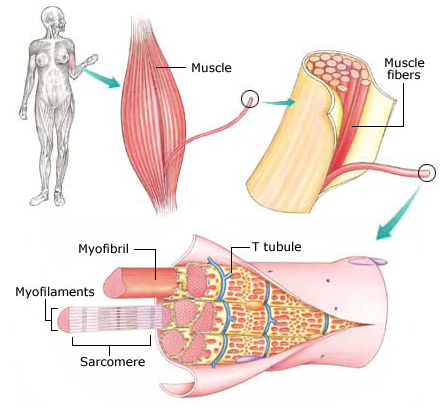 Muscle
Muscle
fibers
Myofibril
T tubule
Myofilaments
Sarcomere